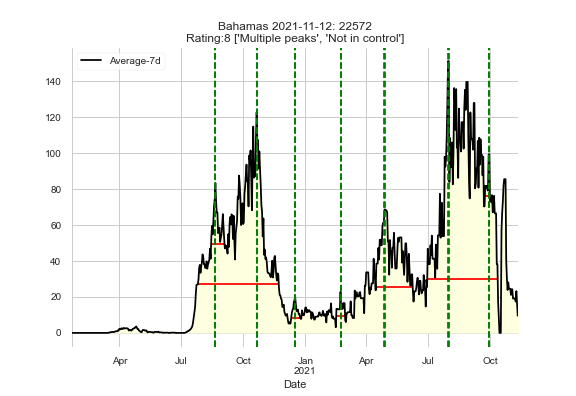 Bahamas 2021-11-12: 22572
Rating:8 ['Multiple peaks', 'Not in control']
Average-7d
140
120
100
80
60
40
20
0
Apr Jul Oct Jan Apr Jul Oct
2021
Date